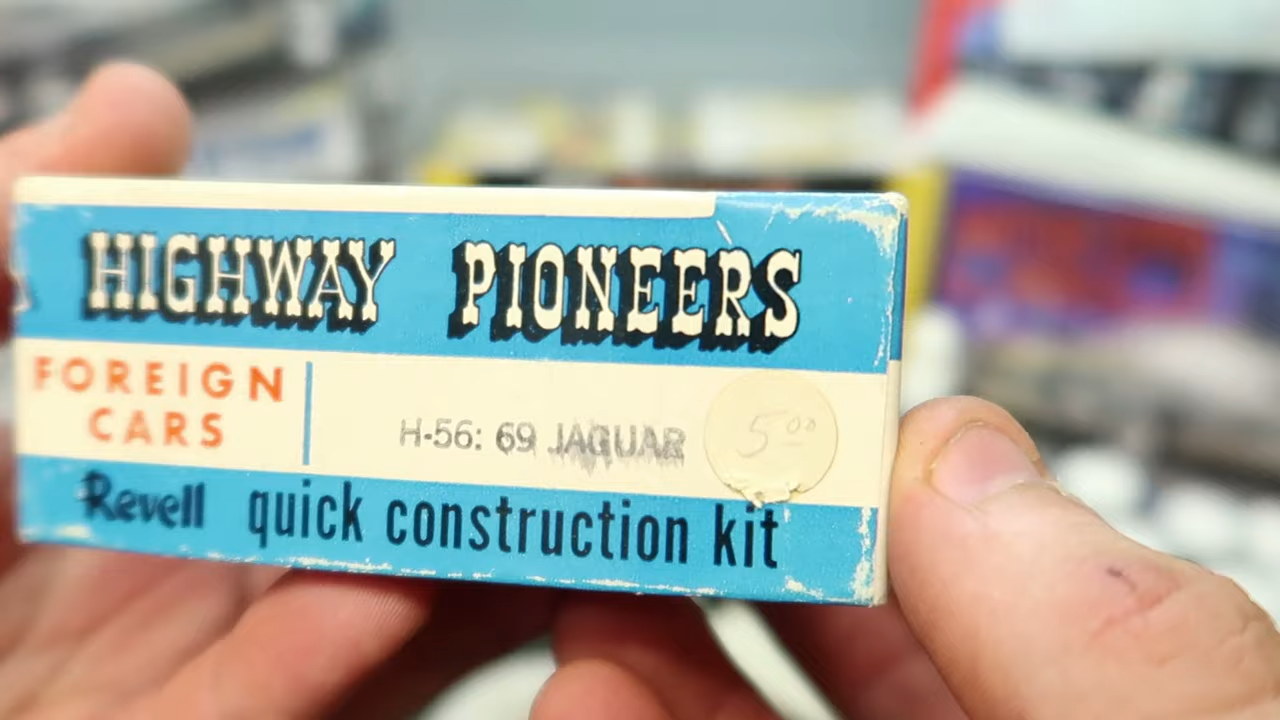 HIGHWAY PIONEERS
FOREIGN
CARS
H-56: 69 JAGUAR
5.00
Revell quick construction kit